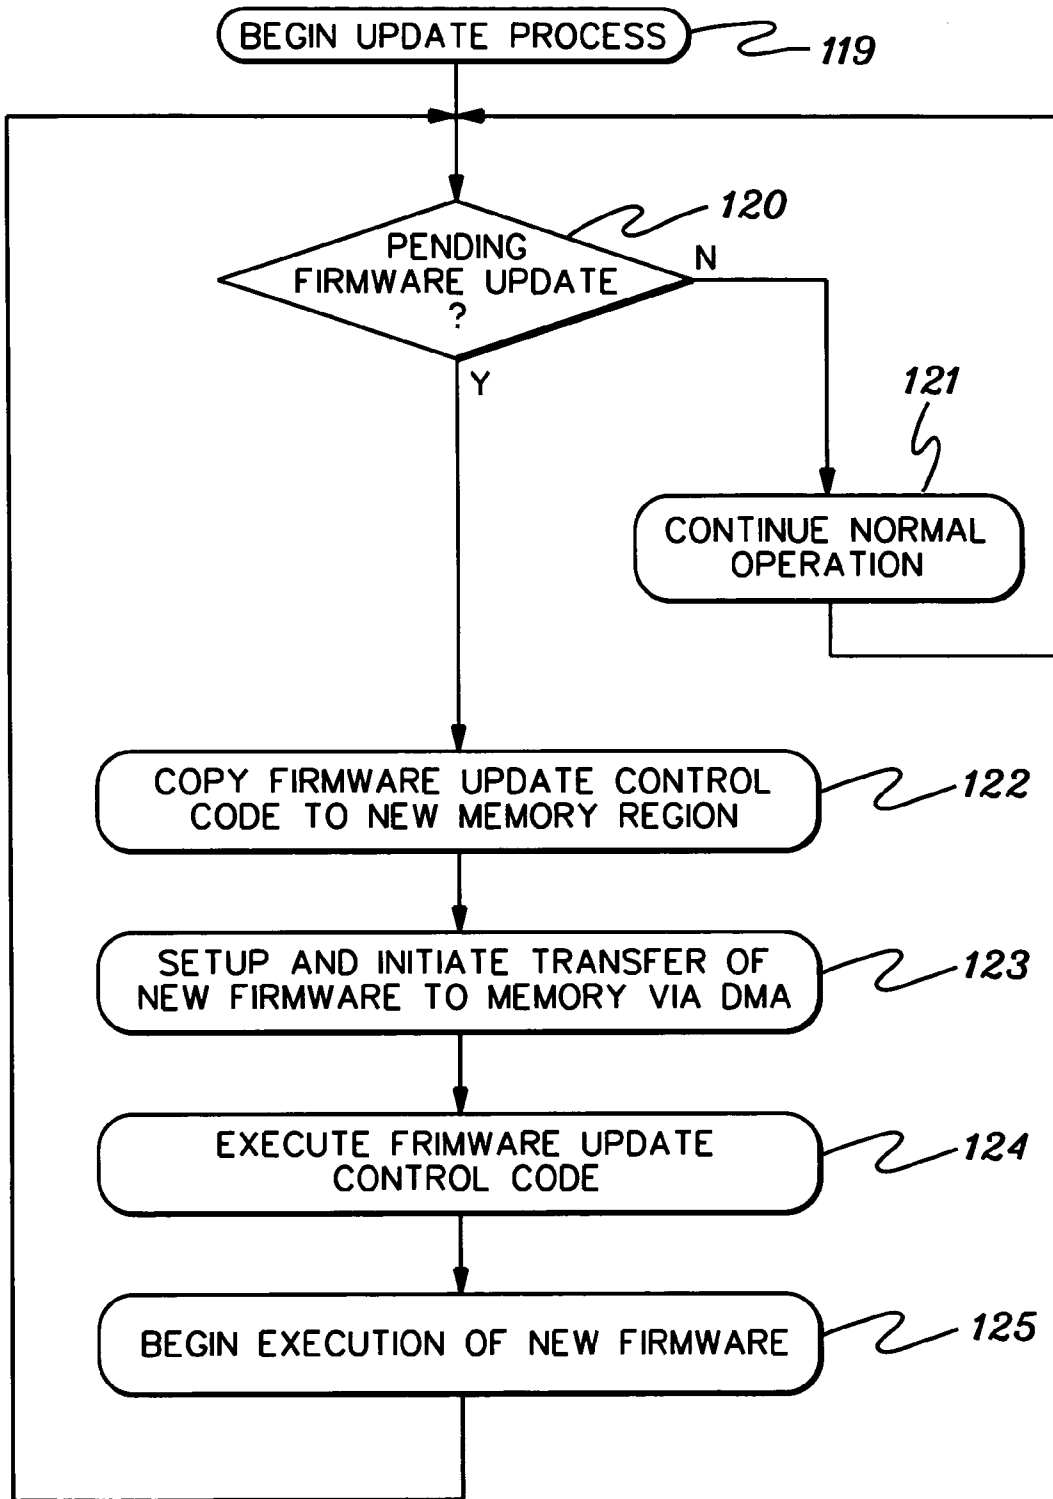 BEGIN UPDATE PROCESS
119
120
PENDING
FIRMWARE UPDATE
?
N
Y
121
CONTINUE NORMAL
OPERATION
COPY FIRMWARE UPDATE CONTROL
CODE TO NEW MEMORY REGION
122
SETUP AND INITIATE TRANSFER OF
NEW FIRMWARE TO MEMORY VIA DMA
123
EXECUTE FRIMWARE UPDATE
CONTROL CODE
124
BEGIN EXECUTION OF NEW FIRMWARE
125